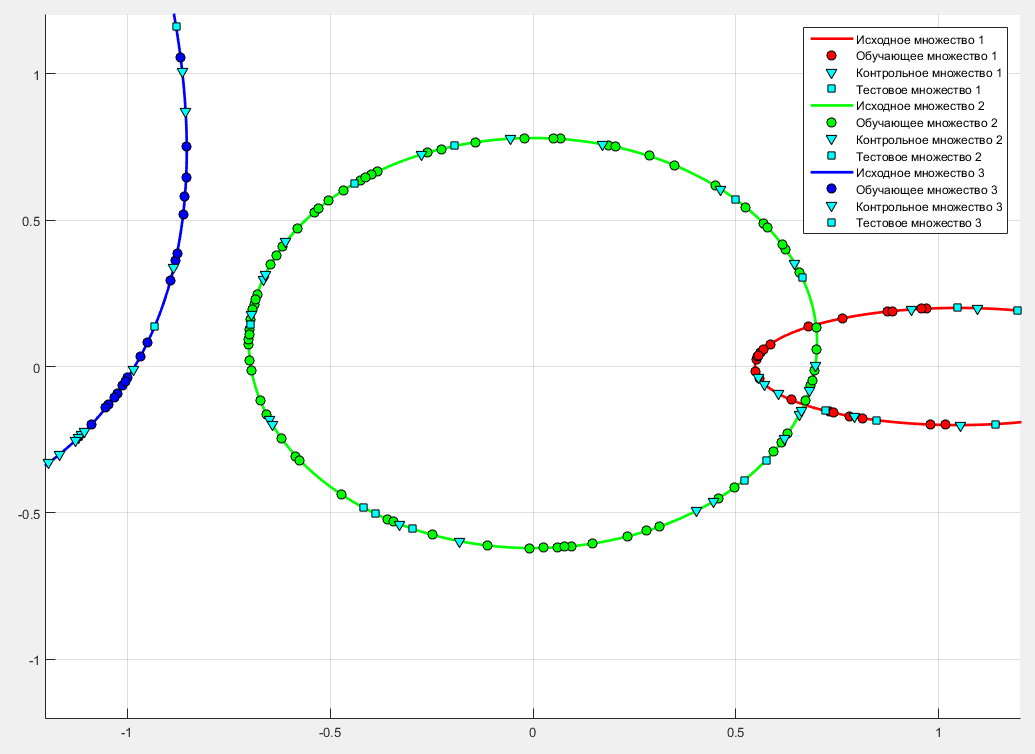 Исходное множество 1
Обучающее множество 1
Контрольное множество 1
Тестовое множество 1
Исходное множество 2
Обучающее множество 2
Контрольное множество 2
Тестовое множество 2
Исходное множество 3
Обучающее множество 3
Контрольное множество 3
Тестовое множество 3
1
0.5
0
-0.5
-1
-1
-0.5
0
0.5
1